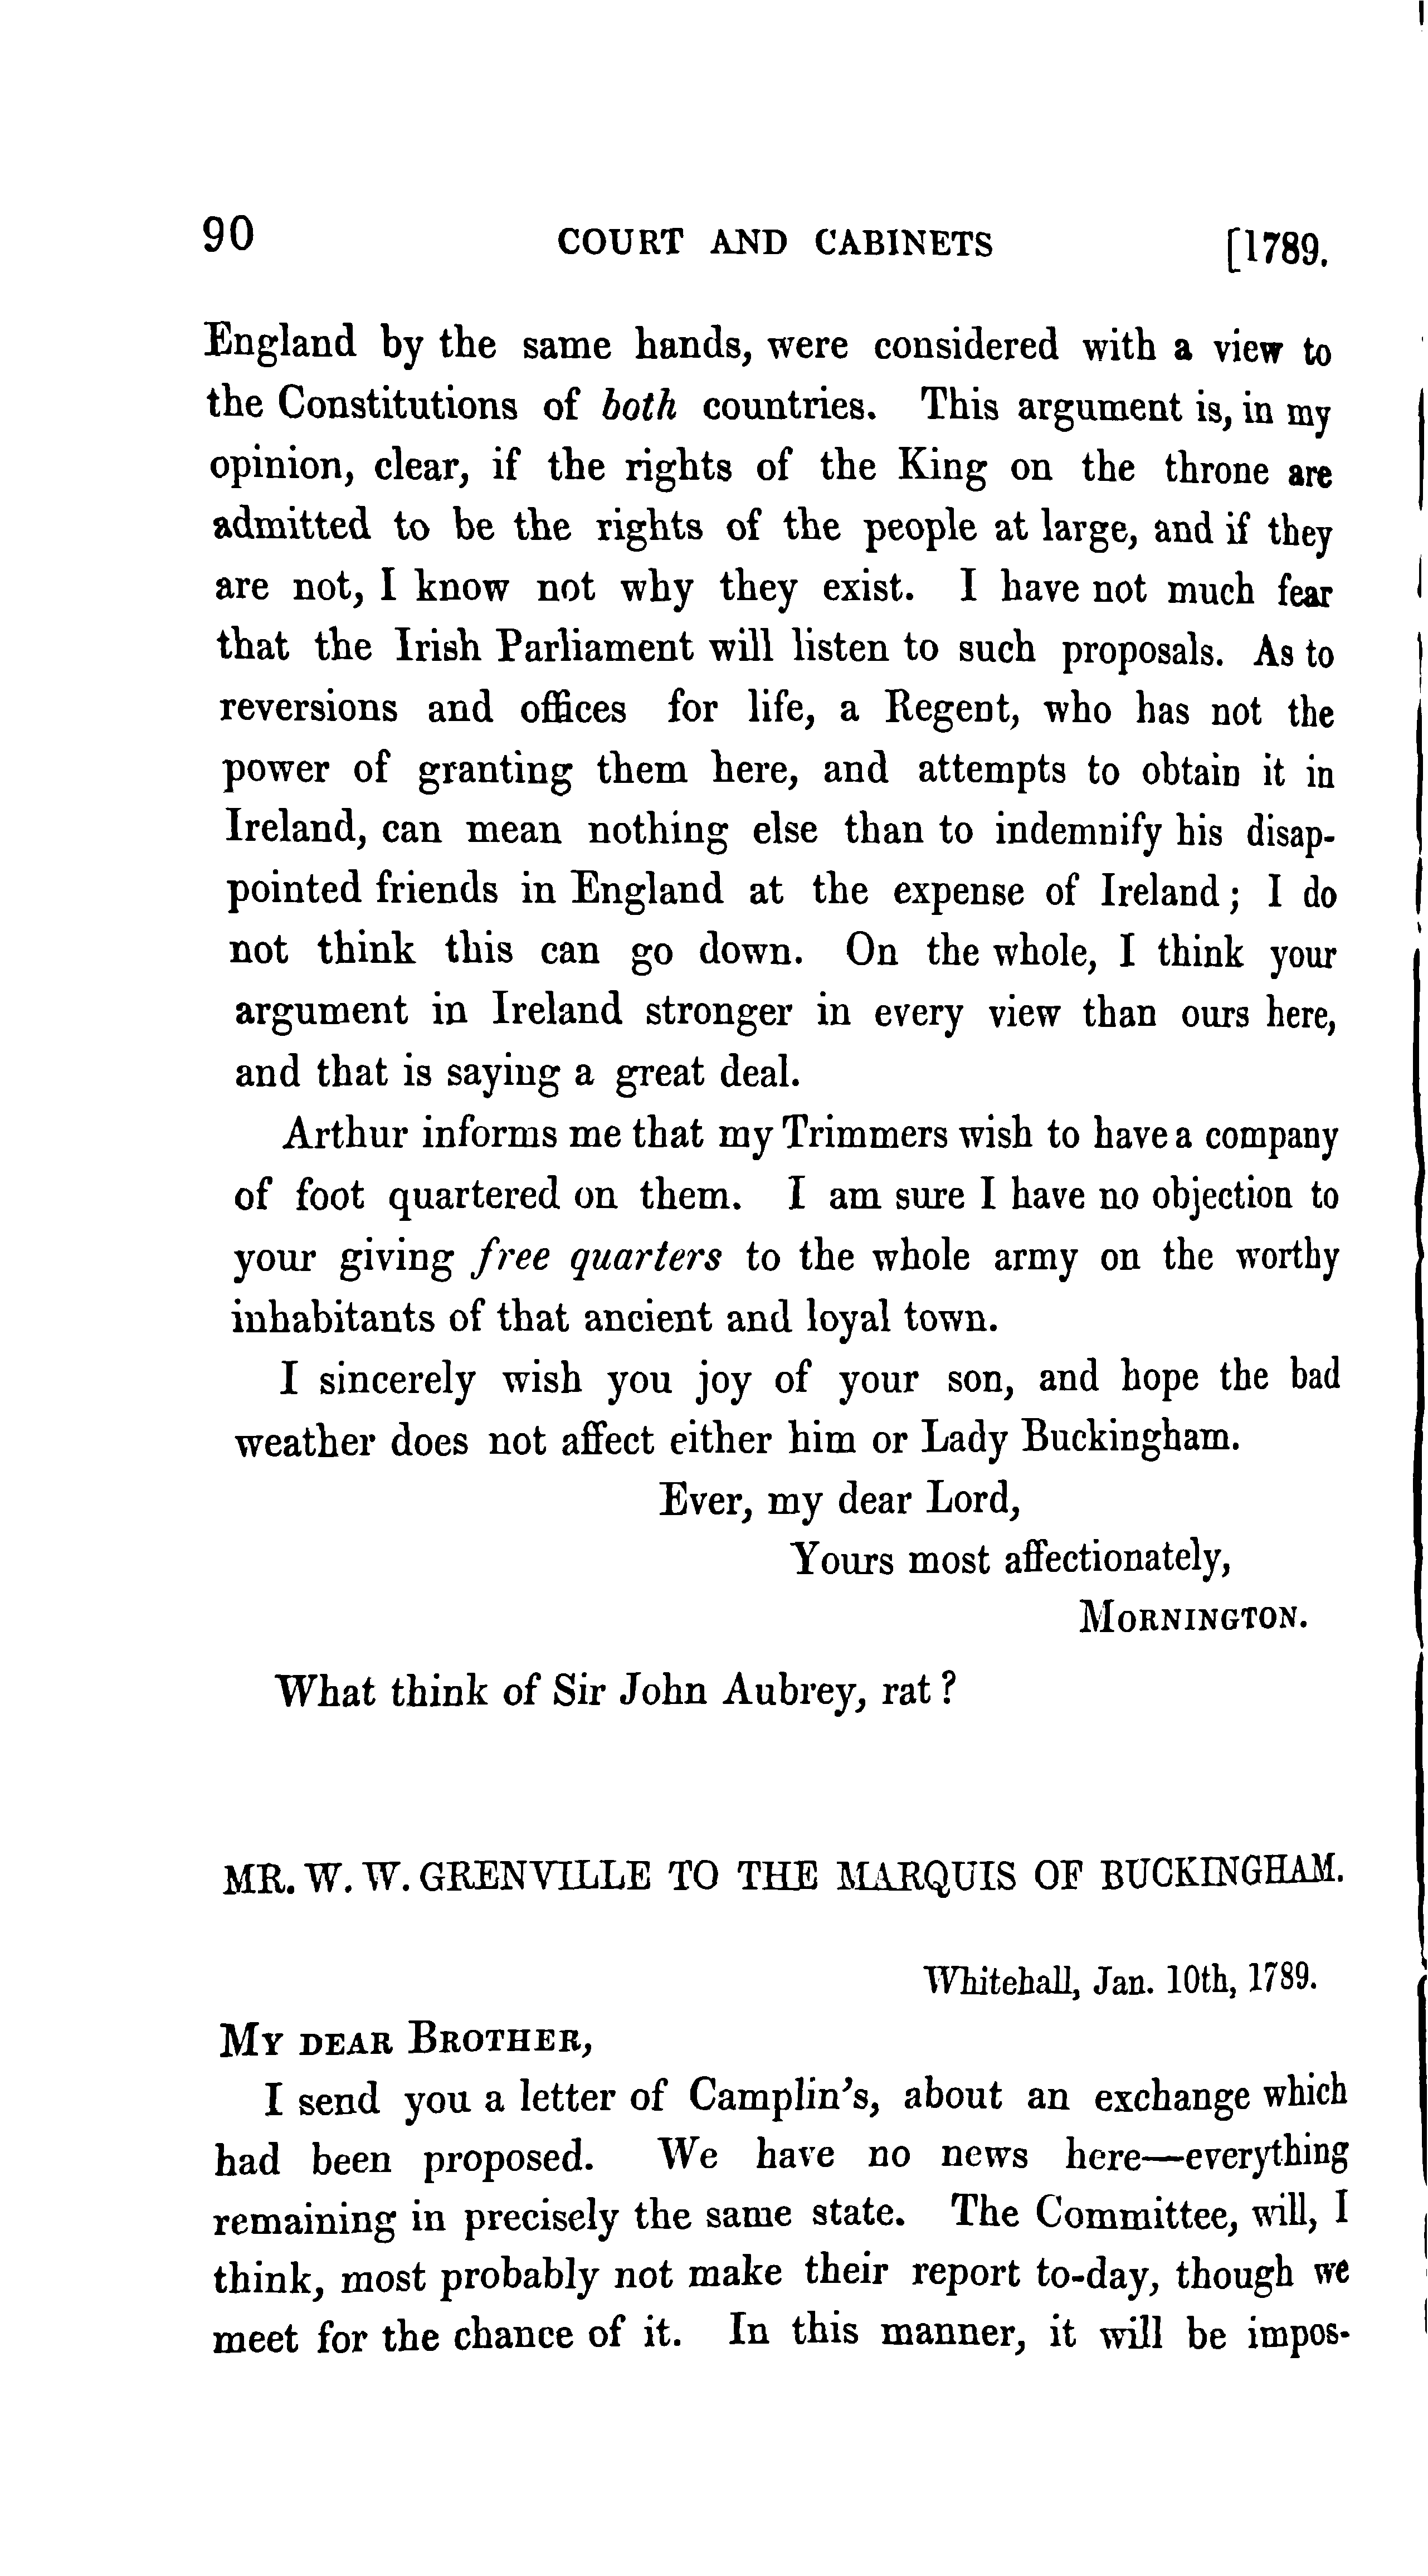 90 COURT AND CABINETS [1789.
England by the same hands, were considered with a view to
the Constitutions of both countries. This argument is, in my
opinion, clear, if the rights of the King on the throne are
admitted to be the rights of the people at large, and if they
are not, I know not why they exist. I have not much fear
that the Irish Parliament will listen to such proposals. As to
reversions and offices for life, a Regent, who has not the
power of granting them here, and attempts to obtain it in
Ireland, can mean nothing else than to indemnify his disap-
pointed friends in England at the expense of Ireland; I do
not think this can go down. On the whole, I think your
argument in Ireland stronger in every view than ours here,
and that is saying a great deal.
Arthur informs me that my Trimmers wish to have a company
of foot quartered on them. I am sure I have no objection to
your giving free quarters to the whole army on the worthy
inhabitants of that ancient and loyal town.
I sincerely wish you joy of your son, and hope the bad
weather does not affect either him or Lady Buckingham.
Ever, my dear Lord,
Yours most affectionately,
MORNINGTON.
What think of Sir John Aubrey, rat?
MR. W. W. GRENVILLE TO THE MARQUIS OF BUCKINGHAM.
Whitehall, Jan. 10th, 1789.
MY DEAR BROTHER,
I send you a letter of Camplin's, about an exchange which
had been proposed. We have no news here—everything
remaining in precisely the same state. The Committee, will, I
think, most probably not make their report to-day, though we
meet for the chance of it. In this manner, it will be impos-